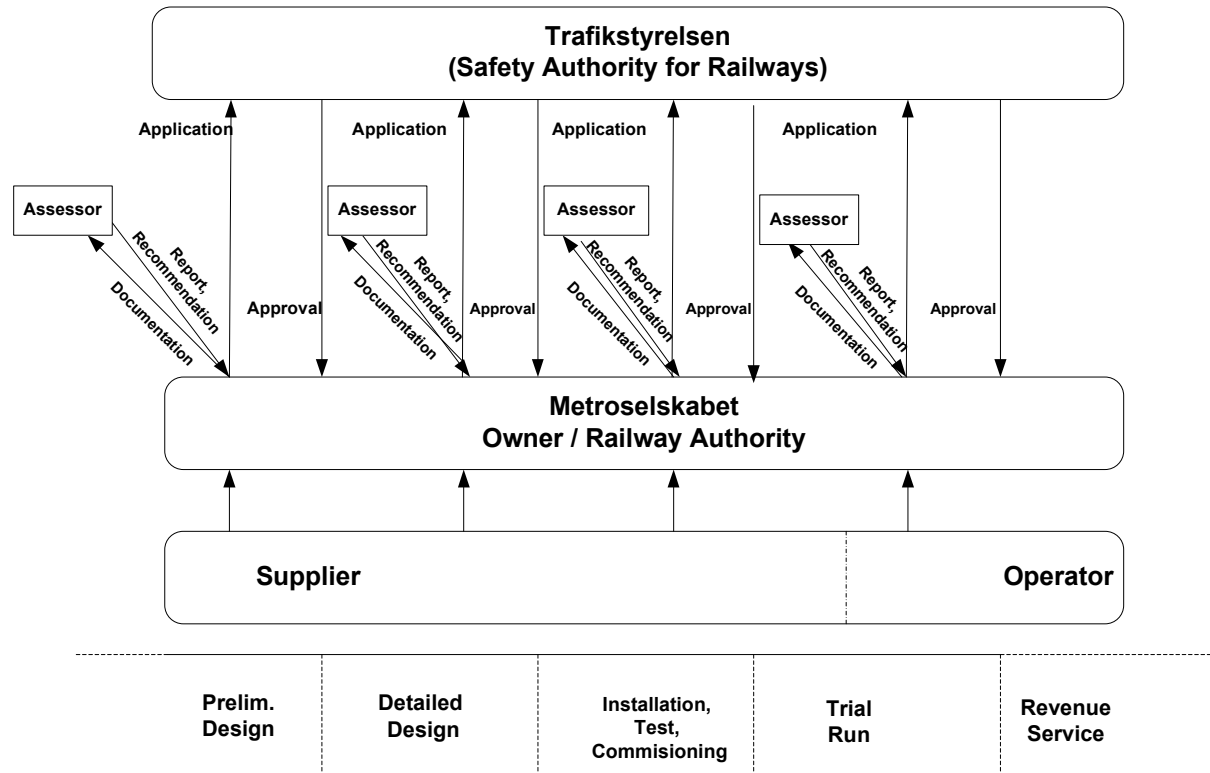 Trafikstyrelsen
(Safety Authority for Railways)
Application
Application
Application
Application
Assessor
Assessor
Assessor
Assessor
Report,
Recommendation
Documentation
Report,
Recommendation
Documentation
Report,
Recommendation
Documentation
Report,
Recommendation
Documentation
Approval
Approval
Approval
Approval
Metroselskabet
Owner / Railway Authority
Supplier
Operator
Prelim.
Design
Detailed
Design
Installation,
Test,
Commisioning
Trial
Run
Revenue
Service